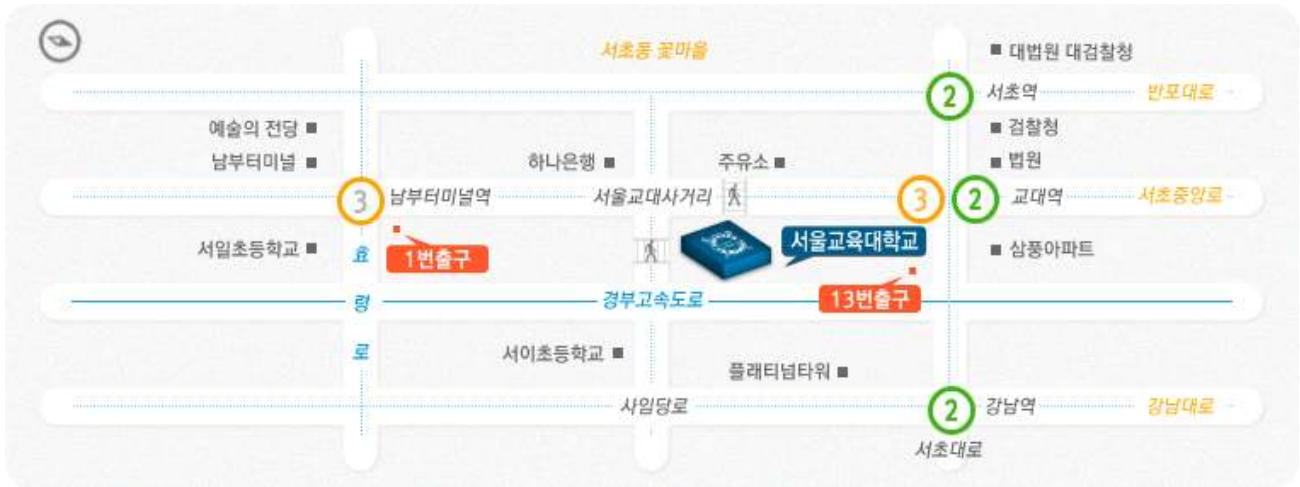 서초풍 꽃마을
대법원 대검찰청
2 서초역 반포대로
예술의 전당
검찰청
남부터미널
하나은행
주유소
법원
3 남부터미널역 서울교대사거리 3 2 교대역 서초중앙로
서일초등학교
효
1번출구
서울교육대학교
삼풍아파트
13번출구
령
경부고속도로
로
서이초등학교
플래티넘타워
사임당로 2 강남역 강남대로
서초대로